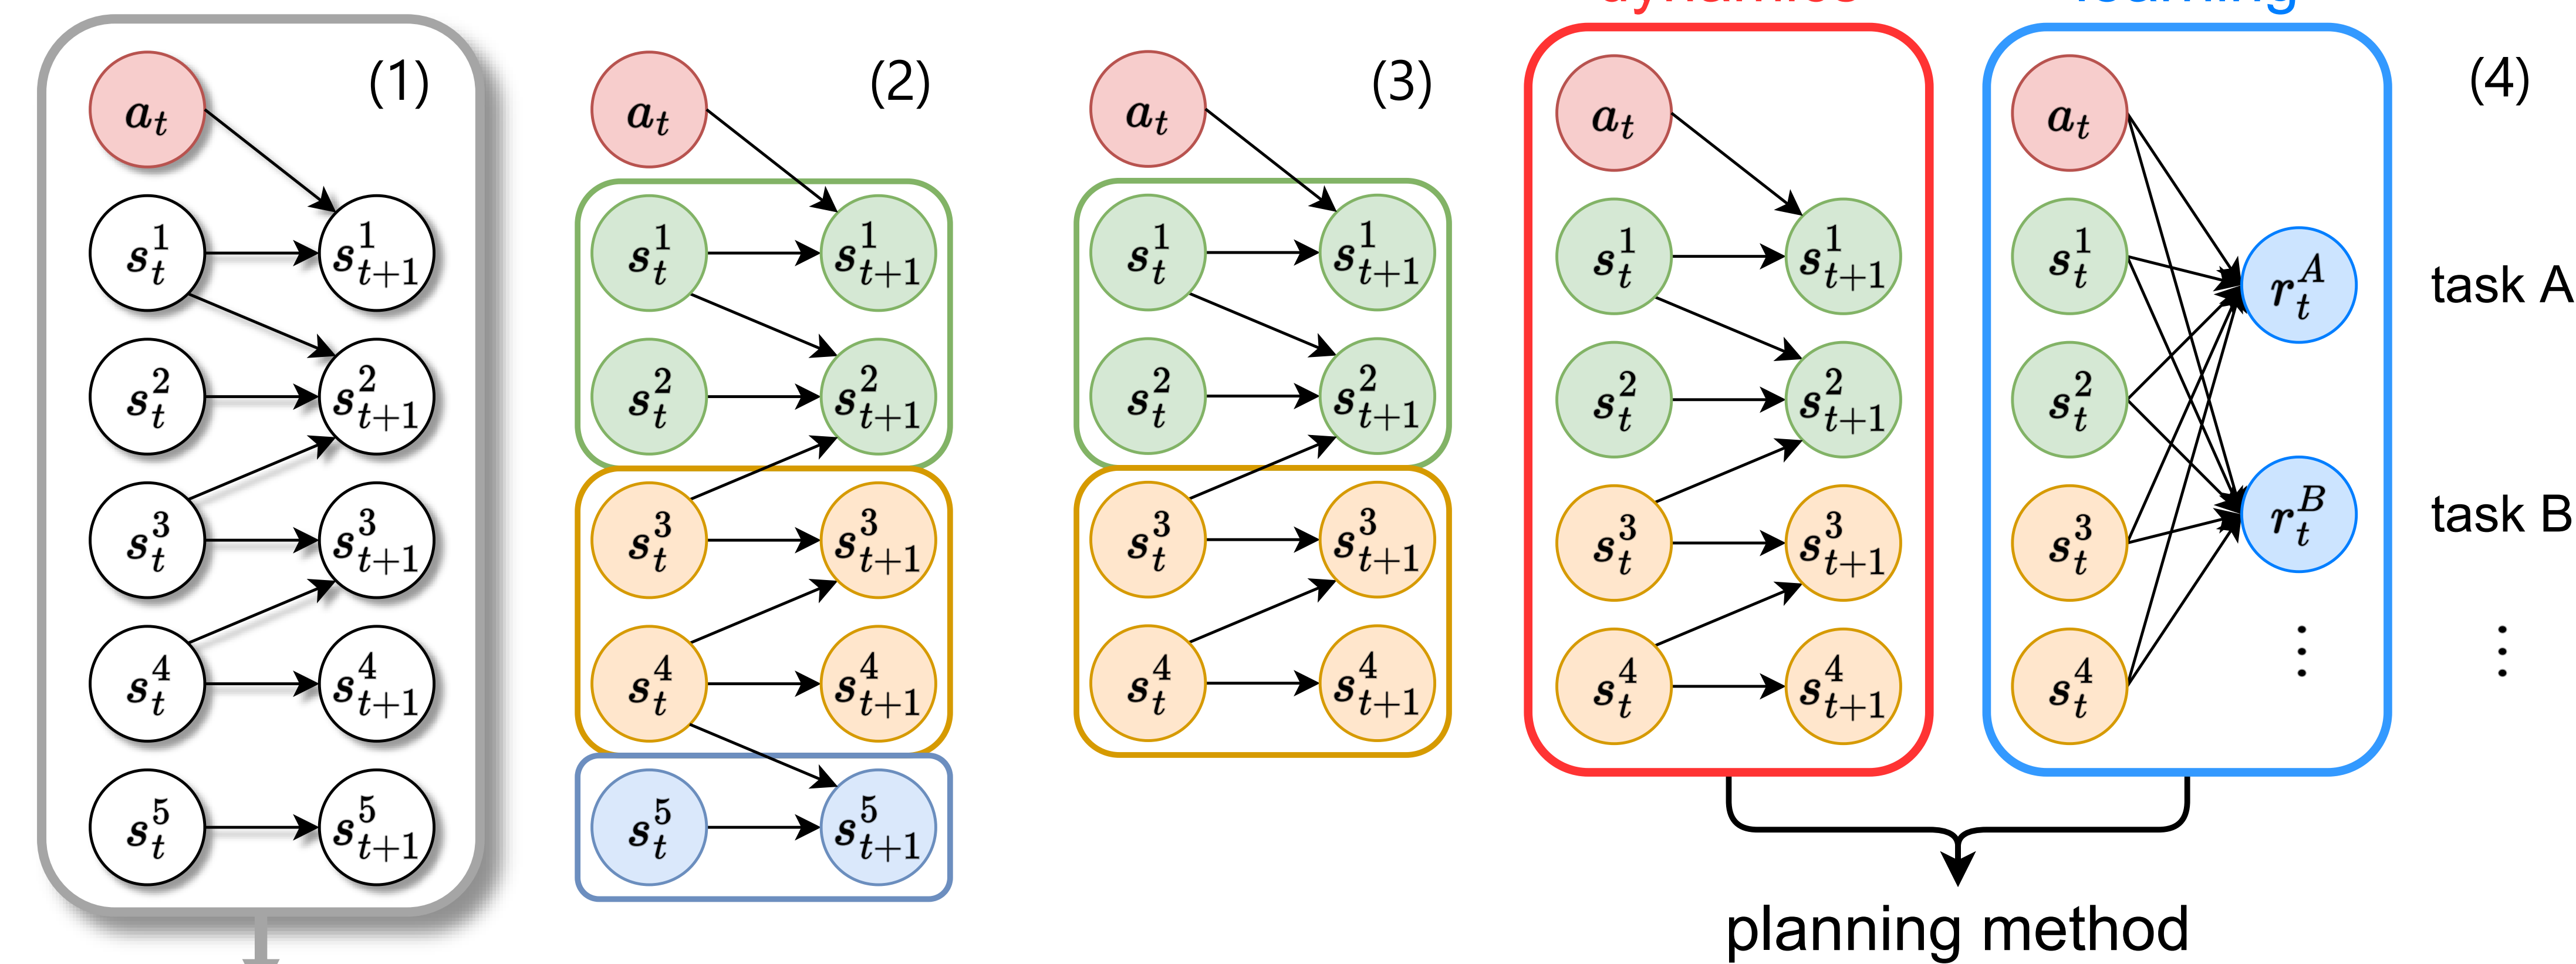 dynamics
learning
(1)
a_t
s_t^1
s_{t+1}^1
s_t^2
s_{t+1}^2
s_t^3
s_{t+1}^3
s_t^4
s_{t+1}^4
s_t^5
s_{t+1}^5
(2)
a_t
s_t^1
s_{t+1}^1
s_t^2
s_{t+1}^2
s_t^3
s_{t+1}^3
s_t^4
s_{t+1}^4
s_t^5
s_{t+1}^5
(3)
a_t
s_t^1
s_{t+1}^1
s_t^2
s_{t+1}^2
s_t^3
s_{t+1}^3
s_t^4
s_{t+1}^4
a_t
s_t^1
s_{t+1}^1
s_t^2
s_{t+1}^2
s_t^3
s_{t+1}^3
s_t^4
s_{t+1}^4
(4)
a_t
s_t^1
s_t^2
s_t^3
s_t^4
r_t^A
task A
r_t^B
task B
⋮
⋮
planning method